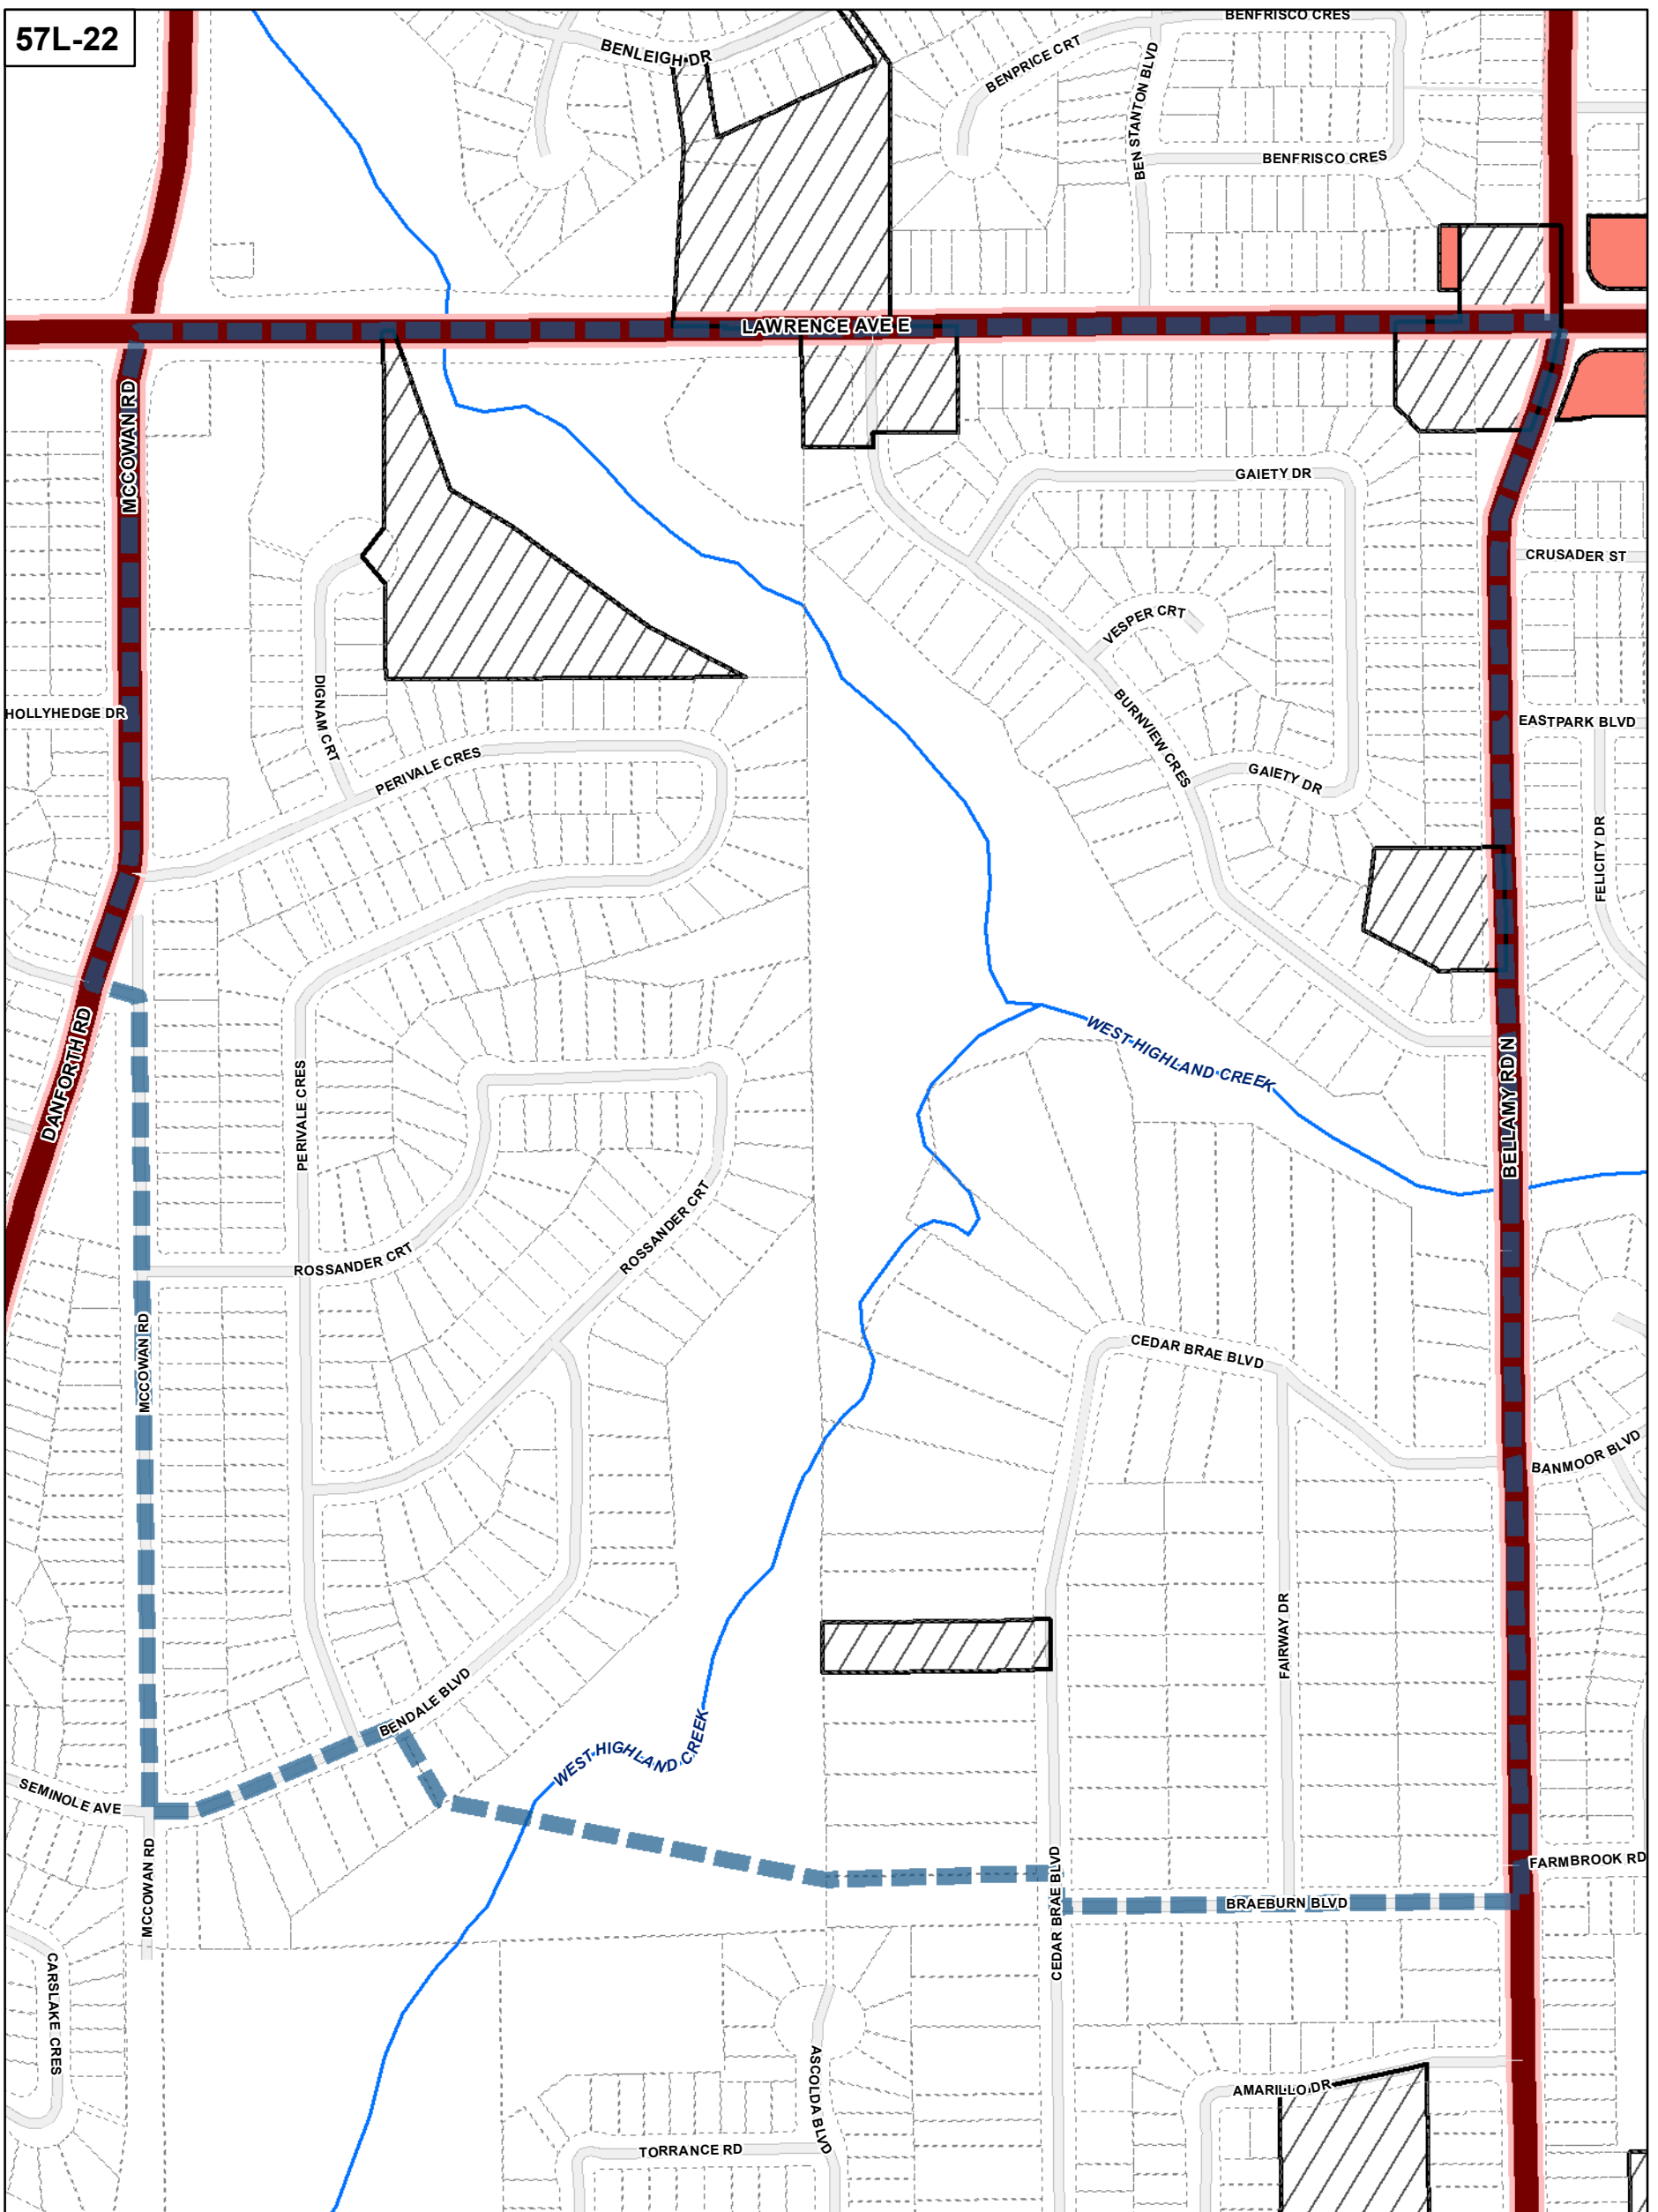 57L-22
BENFRISCO CRES
BENLEIGH DR
BENPRICE CRT
BEN STANTON BLVD
BENFRISCO CRES
LAWRENCE AVE E
MCCOWAN RD
GAIETY DR
CRUSADER ST
VESPER CRT
DIGNAM CRT
HOLLYHEDGE DR
EASTPARK BLVD
BURNVIEW CRES
PERIVALE CRES
GAIETY DR
FELICITY DR
DANFORTH RD
WEST HIGHLAND CREEK
PERIVALE CRES
BELLAMY RD N
ROSSANDER CRT
ROSSANDER CRT
MCCOWAN RD
CEDAR BRAE BLVD
BANMOOR BLVD
FAIRWAY DR
BENDALE BLVD
WEST HIGHLAND CREEK
SEMINOLE AVE
MCCOWAN RD
FARMBROOK RD
CEDAR BRAE BLVD
BRAEBURN BLVD
CARSLAKE CRES
ASCOLDA BLVD
AMARILLO DR
TORRANCE RD